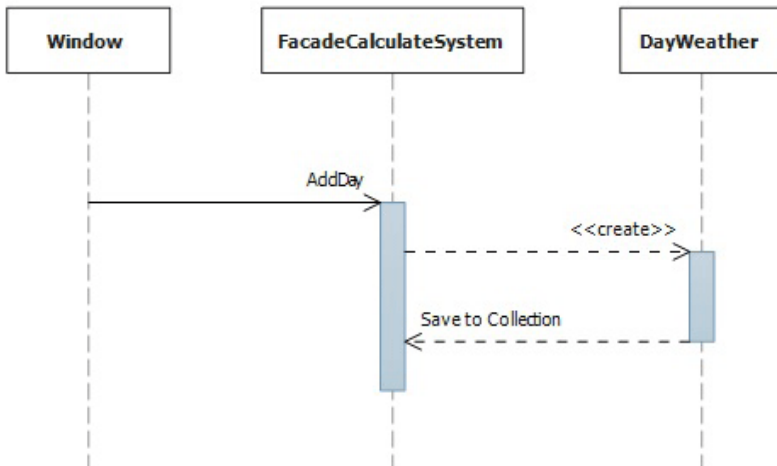 Window
FacadeCalculateSystem
DayWeather
AddDay
<<create>>
Save to Collection